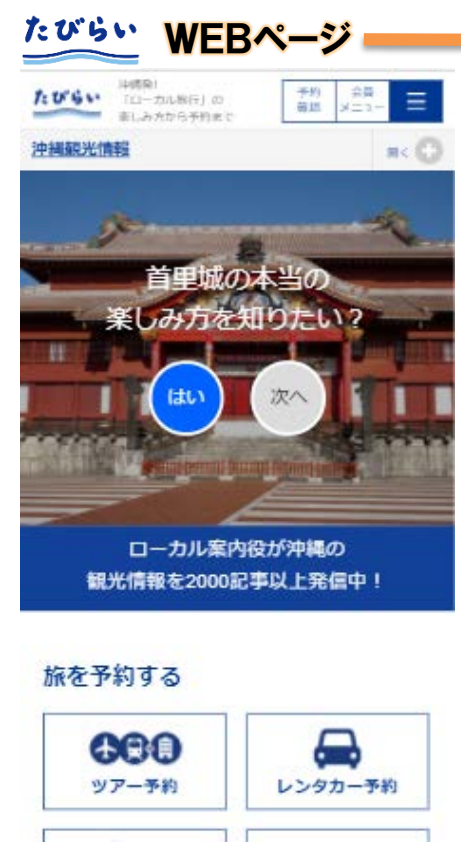 たびらい WEBページ
たびらい
沖縄発!
「ローカル旅行」の
楽しみ方から予約まで
予約
確認
会員
メニュー
沖縄観光情報
開く
首里城の本当の
楽しみ方を知りたい?
はい
次へ
ローカル案内役が沖縄の
観光情報を2000記事以上発信中!
旅を予約する
ツアー予約
レンタカー予約